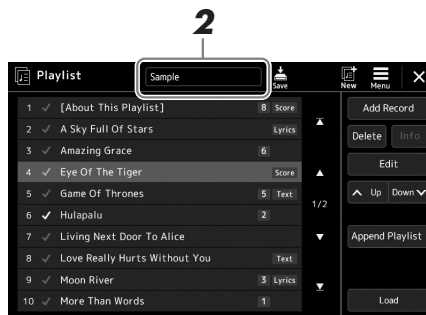 2
Playlist Sample Save New Menu
1 [About This Playlist] 8 Score
2 A Sky Full Of Stars Lyrics
3 Amazing Grace 6
4 Eye Of The Tiger Score
5 Game Of Thrones 5 Text
6 Hulapalu 2
7 Living Next Door To Alice
8 Love Really Hurts Without You Text
9 Moon River 3 Lyrics
10 More Than Words 1
1/2
Add Record
Delete Info
Edit
Up Down
Append Playlist
Load